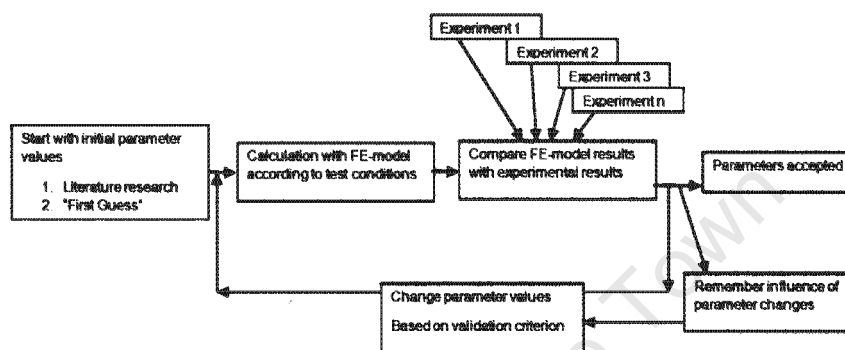 Experiment 1
Experiment 2
Experiment 3
Experiment n
Start with initial parameter
values
1. Literature research
2. "First Guess"
Calculation with FE-model
according to test conditions
Compare FE-model results
with experimental results
Parameters accepted
Remember influence of
parameter changes
Change parameter values
Based on validation criterion
Town